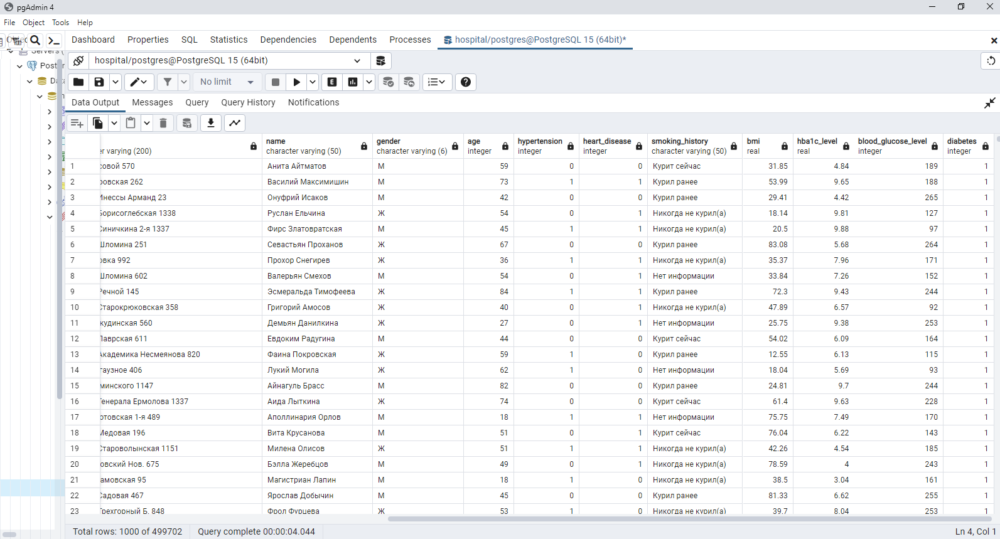 pgAdmin 4
File Object Tools Help
Dashboard Properties SQL Statistics Dependencies Dependents Processes hospital/postgres@PostgreSQL 15 (64bit)*
Servers (
hospital/postgres@PostgreSQL 15 (64bit)
No limit
Data Output Messages Query Query History Notifications
name gender age hypertension heart_disease smoking_history bmi hba1c_level blood_glucose_level diabetes
er varying (200) character varying (50) character varying (6) integer integer integer character varying (50) real real integer integer
1 совой 570 Анита Айтматов М 59 0 0 Курит сейчас 31.85 4.84 189 1
2 ровская 262 Василий Максимишин М 73 1 1 Курил ранее 53.99 9.65 188 1
3 Инессы Арманд 23 Онуфрий Исаков М 42 0 0 Курил ранее 29.41 4.42 265 1
4 Борисоглебская 1338 Руслан Ельчина Ж 54 0 1 Никогда не курил(а) 18.14 9.81 127 1
5 Синичкина 2-я 1337 Фирс Златовратская М 45 1 1 Никогда не курил(а) 20.5 9.88 97 1
6 Шломина 251 Севастьян Проханов Ж 67 0 0 Курил ранее 83.08 5.68 264 1
7 овка 992 Прохор Снегирев Ж 36 1 1 Никогда не курил(а) 35.37 7.96 171 1
8 Шломина 602 Валерьян Смехов М 54 0 1 Нет информации 33.84 7.26 152 1
9 Речной 145 Эсмеральда Тимофеева Ж 84 1 1 Курил ранее 72.3 9.43 244 1
10 Старокрюковская 358 Григорий Амосов Ж 40 0 1 Никогда не курил(а) 47.89 6.57 92 1
11 кудинская 560 Демьян Данилкина Ж 27 0 1 Нет информации 25.75 9.38 253 1
12 Лаврская 611 Евдоким Радугина М 44 0 0 Курит сейчас 54.02 6.09 164 1
13 Академика Несмеянова 820 Фаина Покровская Ж 59 1 0 Курил ранее 12.55 6.13 115 1
14 гаузное 406 Лукий Могила Ж 62 1 0 Нет информации 18.04 5.69 93 1
15 минского 1147 Айнагуль Брасс М 82 0 0 Курил ранее 24.81 9.7 244 1
16 Генерала Ермолова 1337 Аида Лыткина Ж 74 0 0 Курит сейчас 61.4 9.63 228 1
17 отовская 1-я 489 Аполлинария Орлов М 18 1 1 Нет информации 75.75 7.49 170 1
18 Медовая 196 Вита Крусанова М 51 0 1 Курит сейчас 76.04 6.22 143 1
19 Староволынская 1151 Милена Олисов Ж 51 1 1 Никогда не курил(а) 42.26 4.54 185 1
20 овский Нов. 675 Бэлла Жеребцов М 49 0 1 Никогда не курил(а) 78.59 4 243 1
21 амовская 95 Магистриан Лапин М 18 1 0 Никогда не курил(а) 38.5 3.04 161 1
22 Садовая 467 Ярослав Добычин М 45 0 0 Курил ранее 81.33 6.62 255 1
23 Трехгорный Б. 848 Фрол Фурцева Ж 53 1 0 Никогда не курил(а) 39.7 8.04 253 1
Total rows: 1000 of 499702 Query complete 00:00:04.044 Ln 4, Col 1